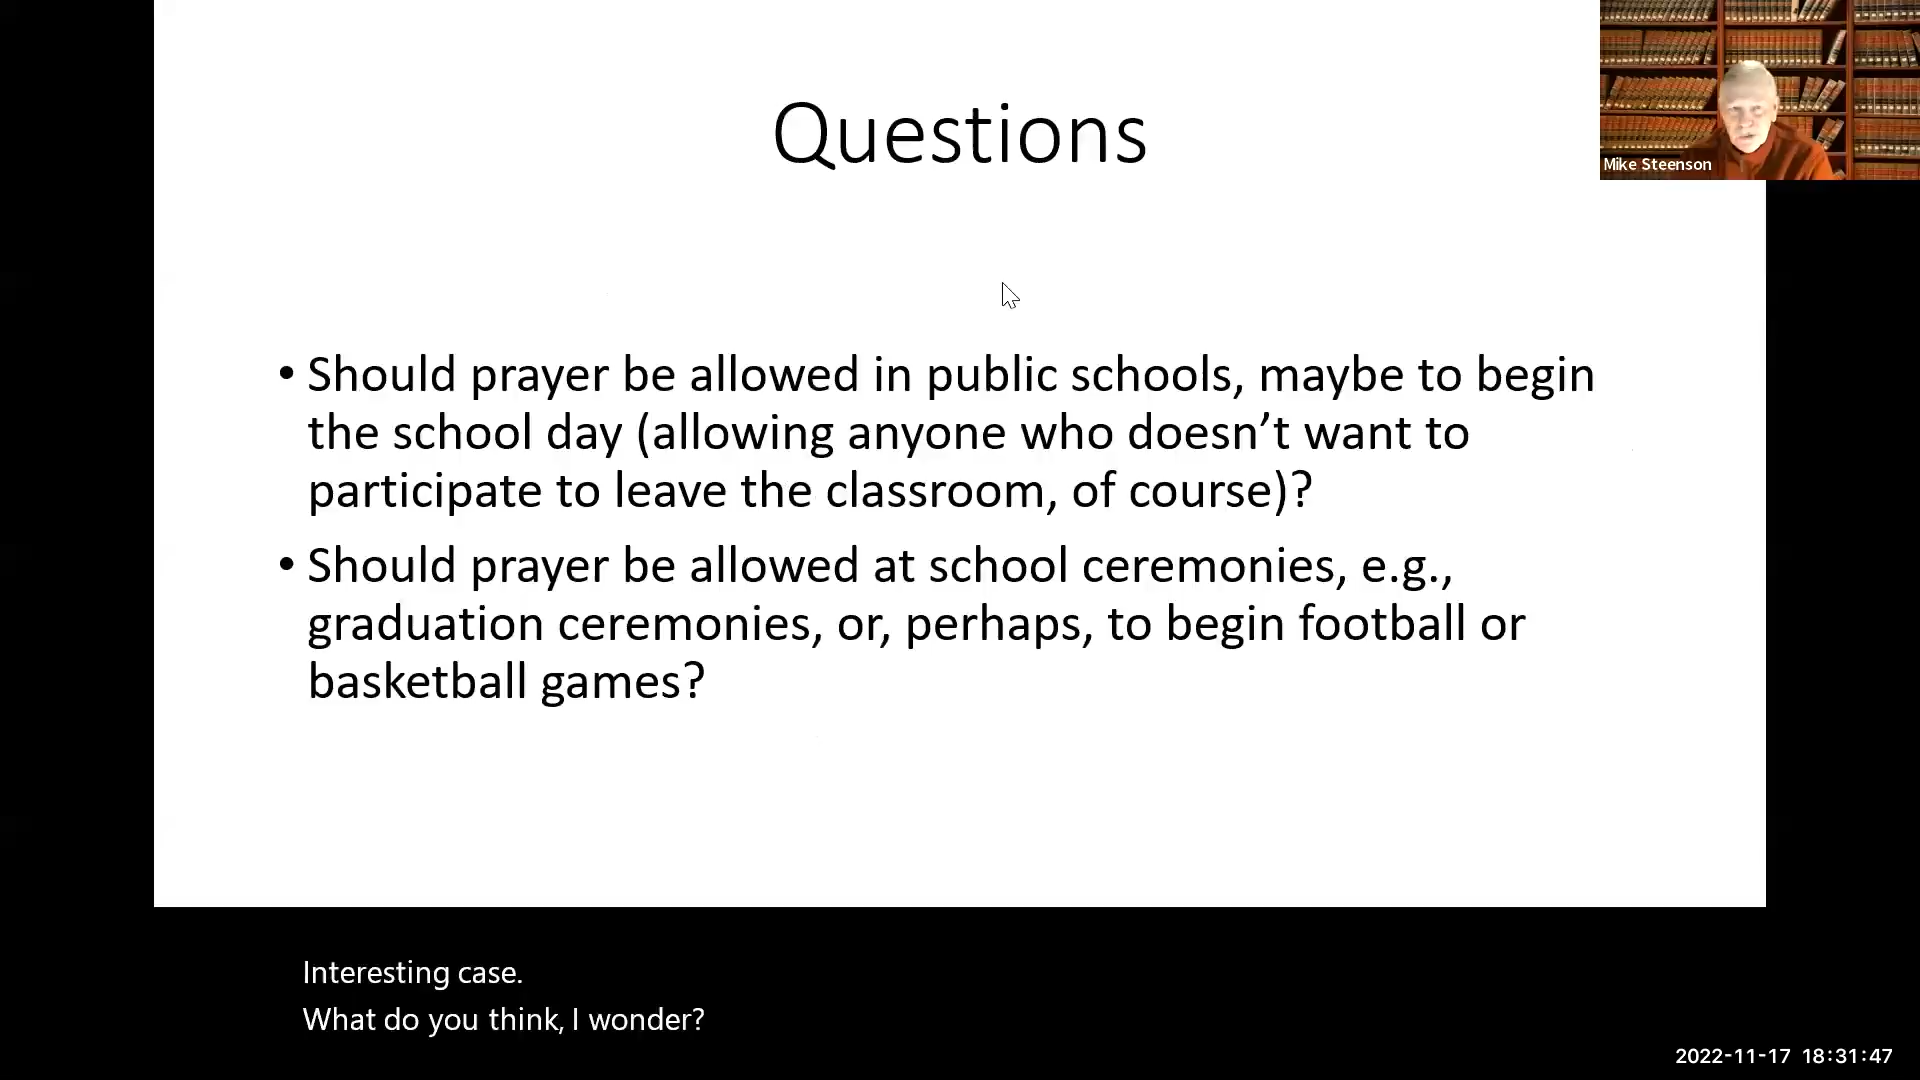 Questions
Mike Steenson
• Should prayer be allowed in public schools, maybe to begin
the school day (allowing anyone who doesn’t want to
participate to leave the classroom, of course)?
• Should prayer be allowed at school ceremonies, e.g.,
graduation ceremonies, or, perhaps, to begin football or
basketball games?
Interesting case.
What do you think, I wonder?
2022-11-17 18:31:47